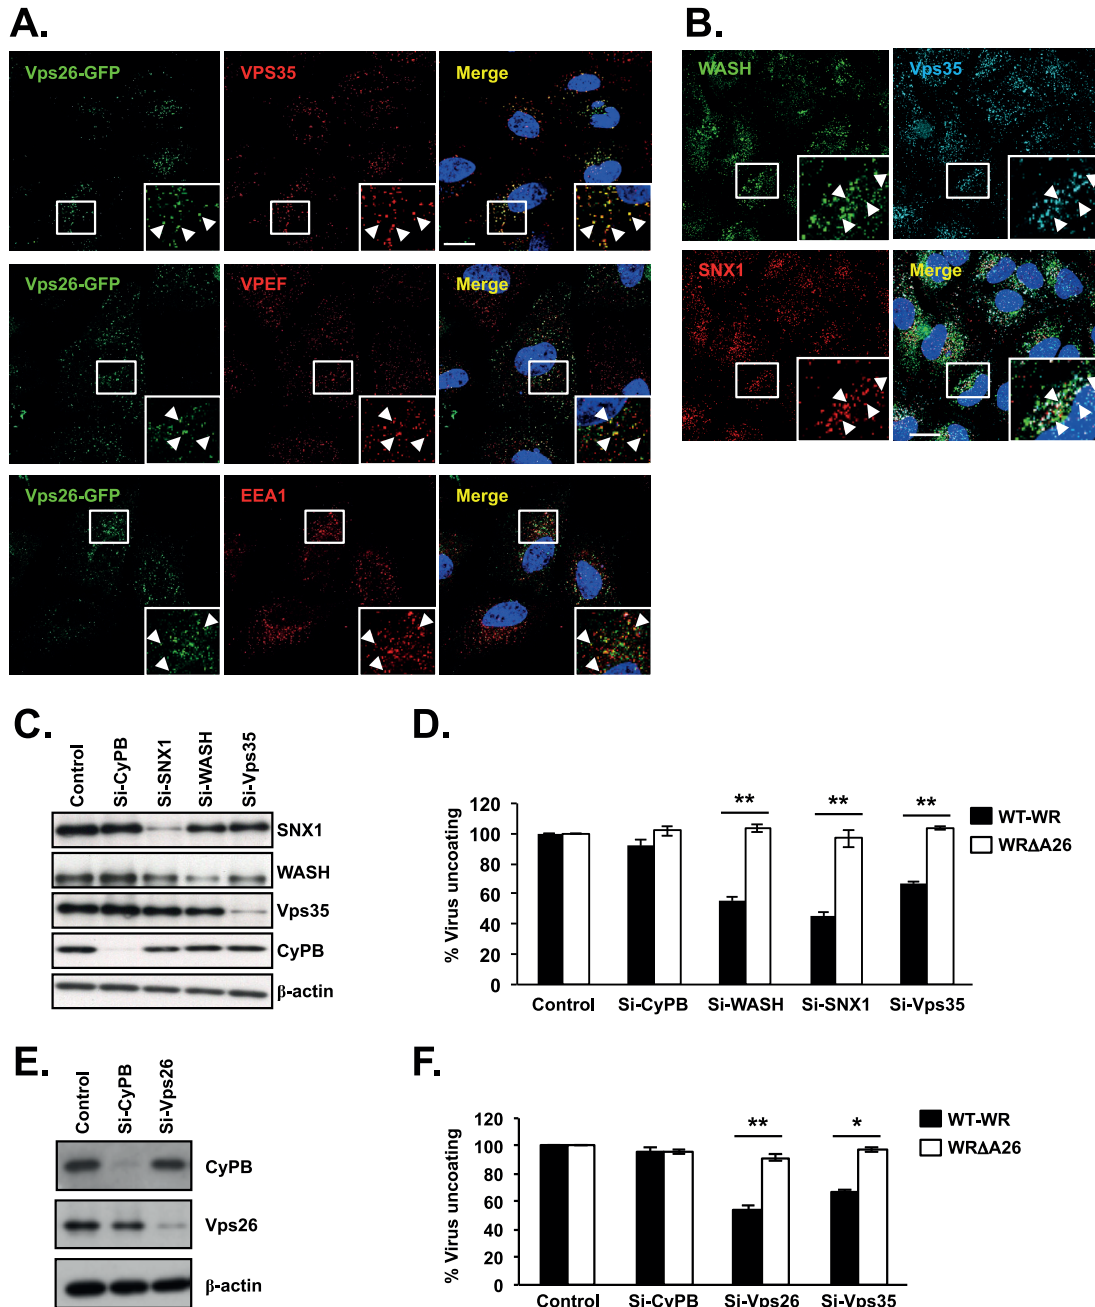 A.
Vps26-GFP
VPS35
Merge
Vps26-GFP
VPEF
Merge
Vps26-GFP
EEA1
Merge
B.
WASH
Vps35
SNX1
Merge
C.
Control
Si-CyPB
Si-SNX1
Si-WASH
Si-Vps35
SNX1
WASH
Vps35
CyPB
β-actin
D.
% Virus uncoating
120
100
80
60
40
20
0
**
**
**
WT-WR
WRΔA26
Control
Si-CyPB
Si-WASH
Si-SNX1
Si-Vps35
E.
Control
Si-CyPB
Si-Vps26
CyPB
Vps26
β-actin
F.
% Virus uncoating
120
100
80
60
40
20
0
**
*
WT-WR
WRΔA26
Control
Si-CyPB
Si-Vps26
Si-Vps35